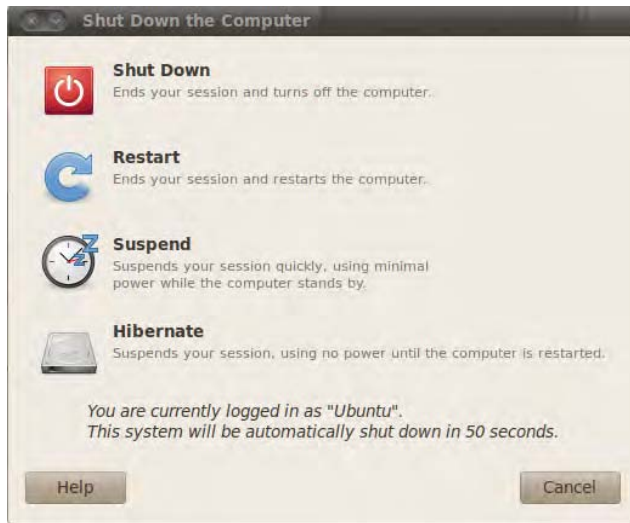 Shut Down the Computer
Shut Down
Ends your session and turns off the computer.
Restart
Ends your session and restarts the computer.
Suspend
Suspends your session quickly, using minimal
power while the computer stands by.
Hibernate
Suspends your session, using no power until the computer is restarted.
You are currently logged in as "Ubuntu".
This system will be automatically shut down in 50 seconds.
Help
Cancel